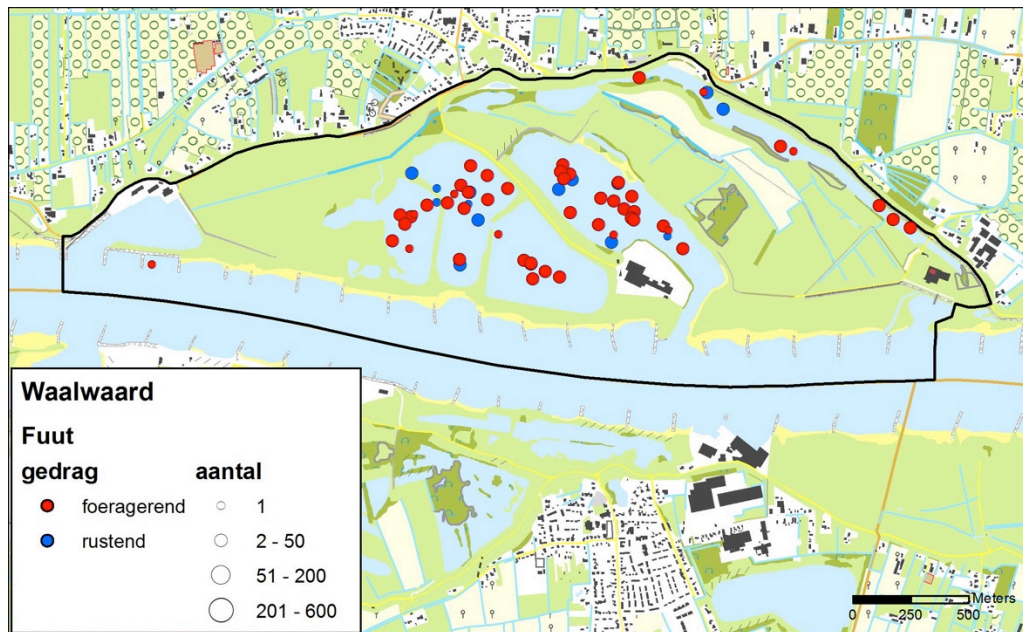 Waalwaard
Fuut
gedrag aantal
foeragerend 1
rustend 2 - 50
51 - 200
201 - 600
Meters
0 250 500